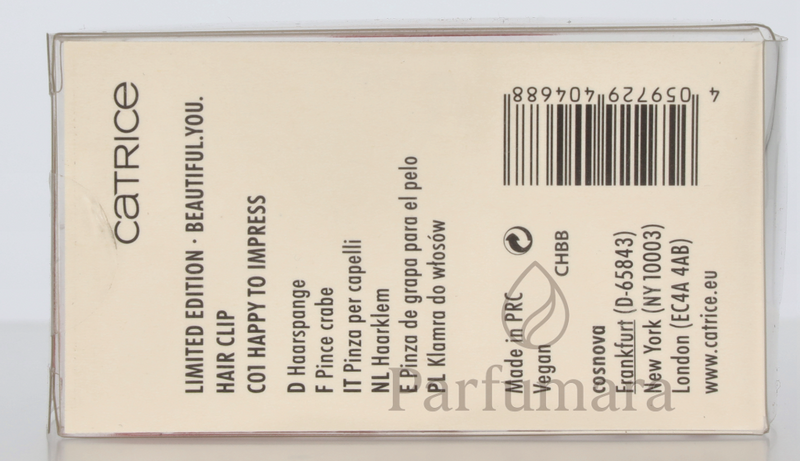 CATRICE
LIMITED EDITION · BEAUTIFUL.YOU.
HAIR CLIP
C01 HAPPY TO IMPRESS
D Haarspange
F Pince crabe
IT Pinza per capelli
NL Haarklem
E Pinza de grapa para el pelo
PL Klamra do włosów
4 059729 404688
CHBB
Made in PRC
Vegan
cosnova
Frankfurt (D-65843)
New York (NY 10003)
London (EC4A 4AB)
www.catrice.eu
Parfumara